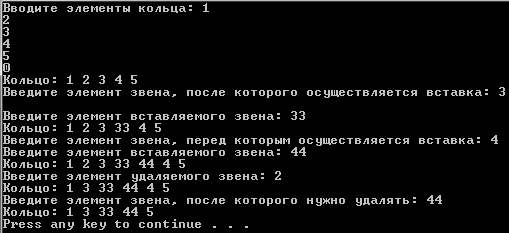 Вводите элементы кольца: 1
2
3
4
5
0
Кольцо: 1 2 3 4 5
Введите элемент звена, после которого осуществляется вставка: 3
Введите элемент вставляемого звена: 33
Кольцо: 1 2 3 33 4 5
Введите элемент звена, перед которым осуществляется вставка: 4
Введите элемент вставляемого звена: 44
Кольцо: 1 2 3 33 44 4 5
Введите элемент удаляемого звена: 2
Кольцо: 1 3 33 44 4 5
Введите элемент звена, после которого нужно удалять: 44
Кольцо: 1 3 33 44 5
Press any key to continue . . .